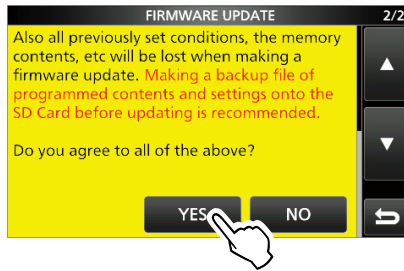 FIRMWARE UPDATE 2/2
Also all previously set conditions, the memory
contents, etc will be lost when making a
firmware update. Making a backup file of
programmed contents and settings onto the
SD Card before updating is recommended.
Do you agree to all of the above?
YES NO